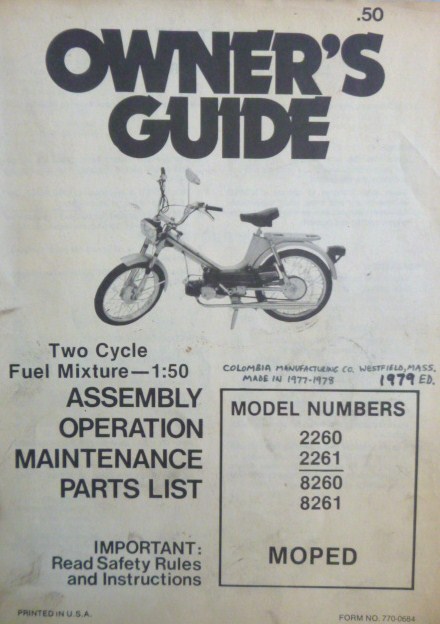 .50
OWNER'S
GUIDE
Two Cycle
Fuel Mixture—1:50
COLOMBIA MANUFACTURING CO. WESTFIELD, MASS.
MADE IN 1977-1978 1979 ED.
ASSEMBLY
OPERATION
MAINTENANCE
PARTS LIST
MODEL NUMBERS
2260
2261
8260
8261
MOPED
IMPORTANT:
Read Safety Rules
and Instructions
PRINTED IN U.S.A.
FORM NO. 770-0684